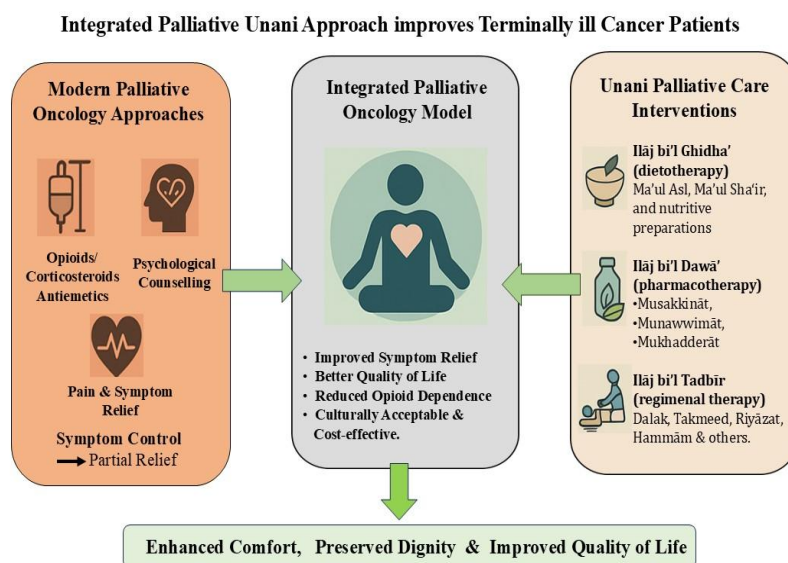 Integrated Palliative Unani Approach improves Terminally ill Cancer Patients
Modern Palliative
Oncology Approaches
Opioids/
Corticosteroids
Antiemetics
Psychological
Counselling
Pain & Symptom
Relief
Symptom Control
→ Partial Relief
Integrated Palliative
Oncology Model
• Improved Symptom Relief
• Better Quality of Life
• Reduced Opioid Dependence
• Culturally Acceptable &
Cost-effective.
Unani Palliative Care
Interventions
Ilāj bi’l Ghidha’
(dietotherapy)
Ma’ul Asl, Ma’ul Sha‘ir,
and nutritive
preparations
Ilāj bi’l Dawā’
(pharmacotherapy)
•Musakkināt,
•Munawwimāt,
•Mukhadderāt
Ilāj bi’l Tadbīr
(regimenal therapy)
Dalak, Takmeed, Riyāzat,
Hammām & others.
Enhanced Comfort, Preserved Dignity & Improved Quality of Life